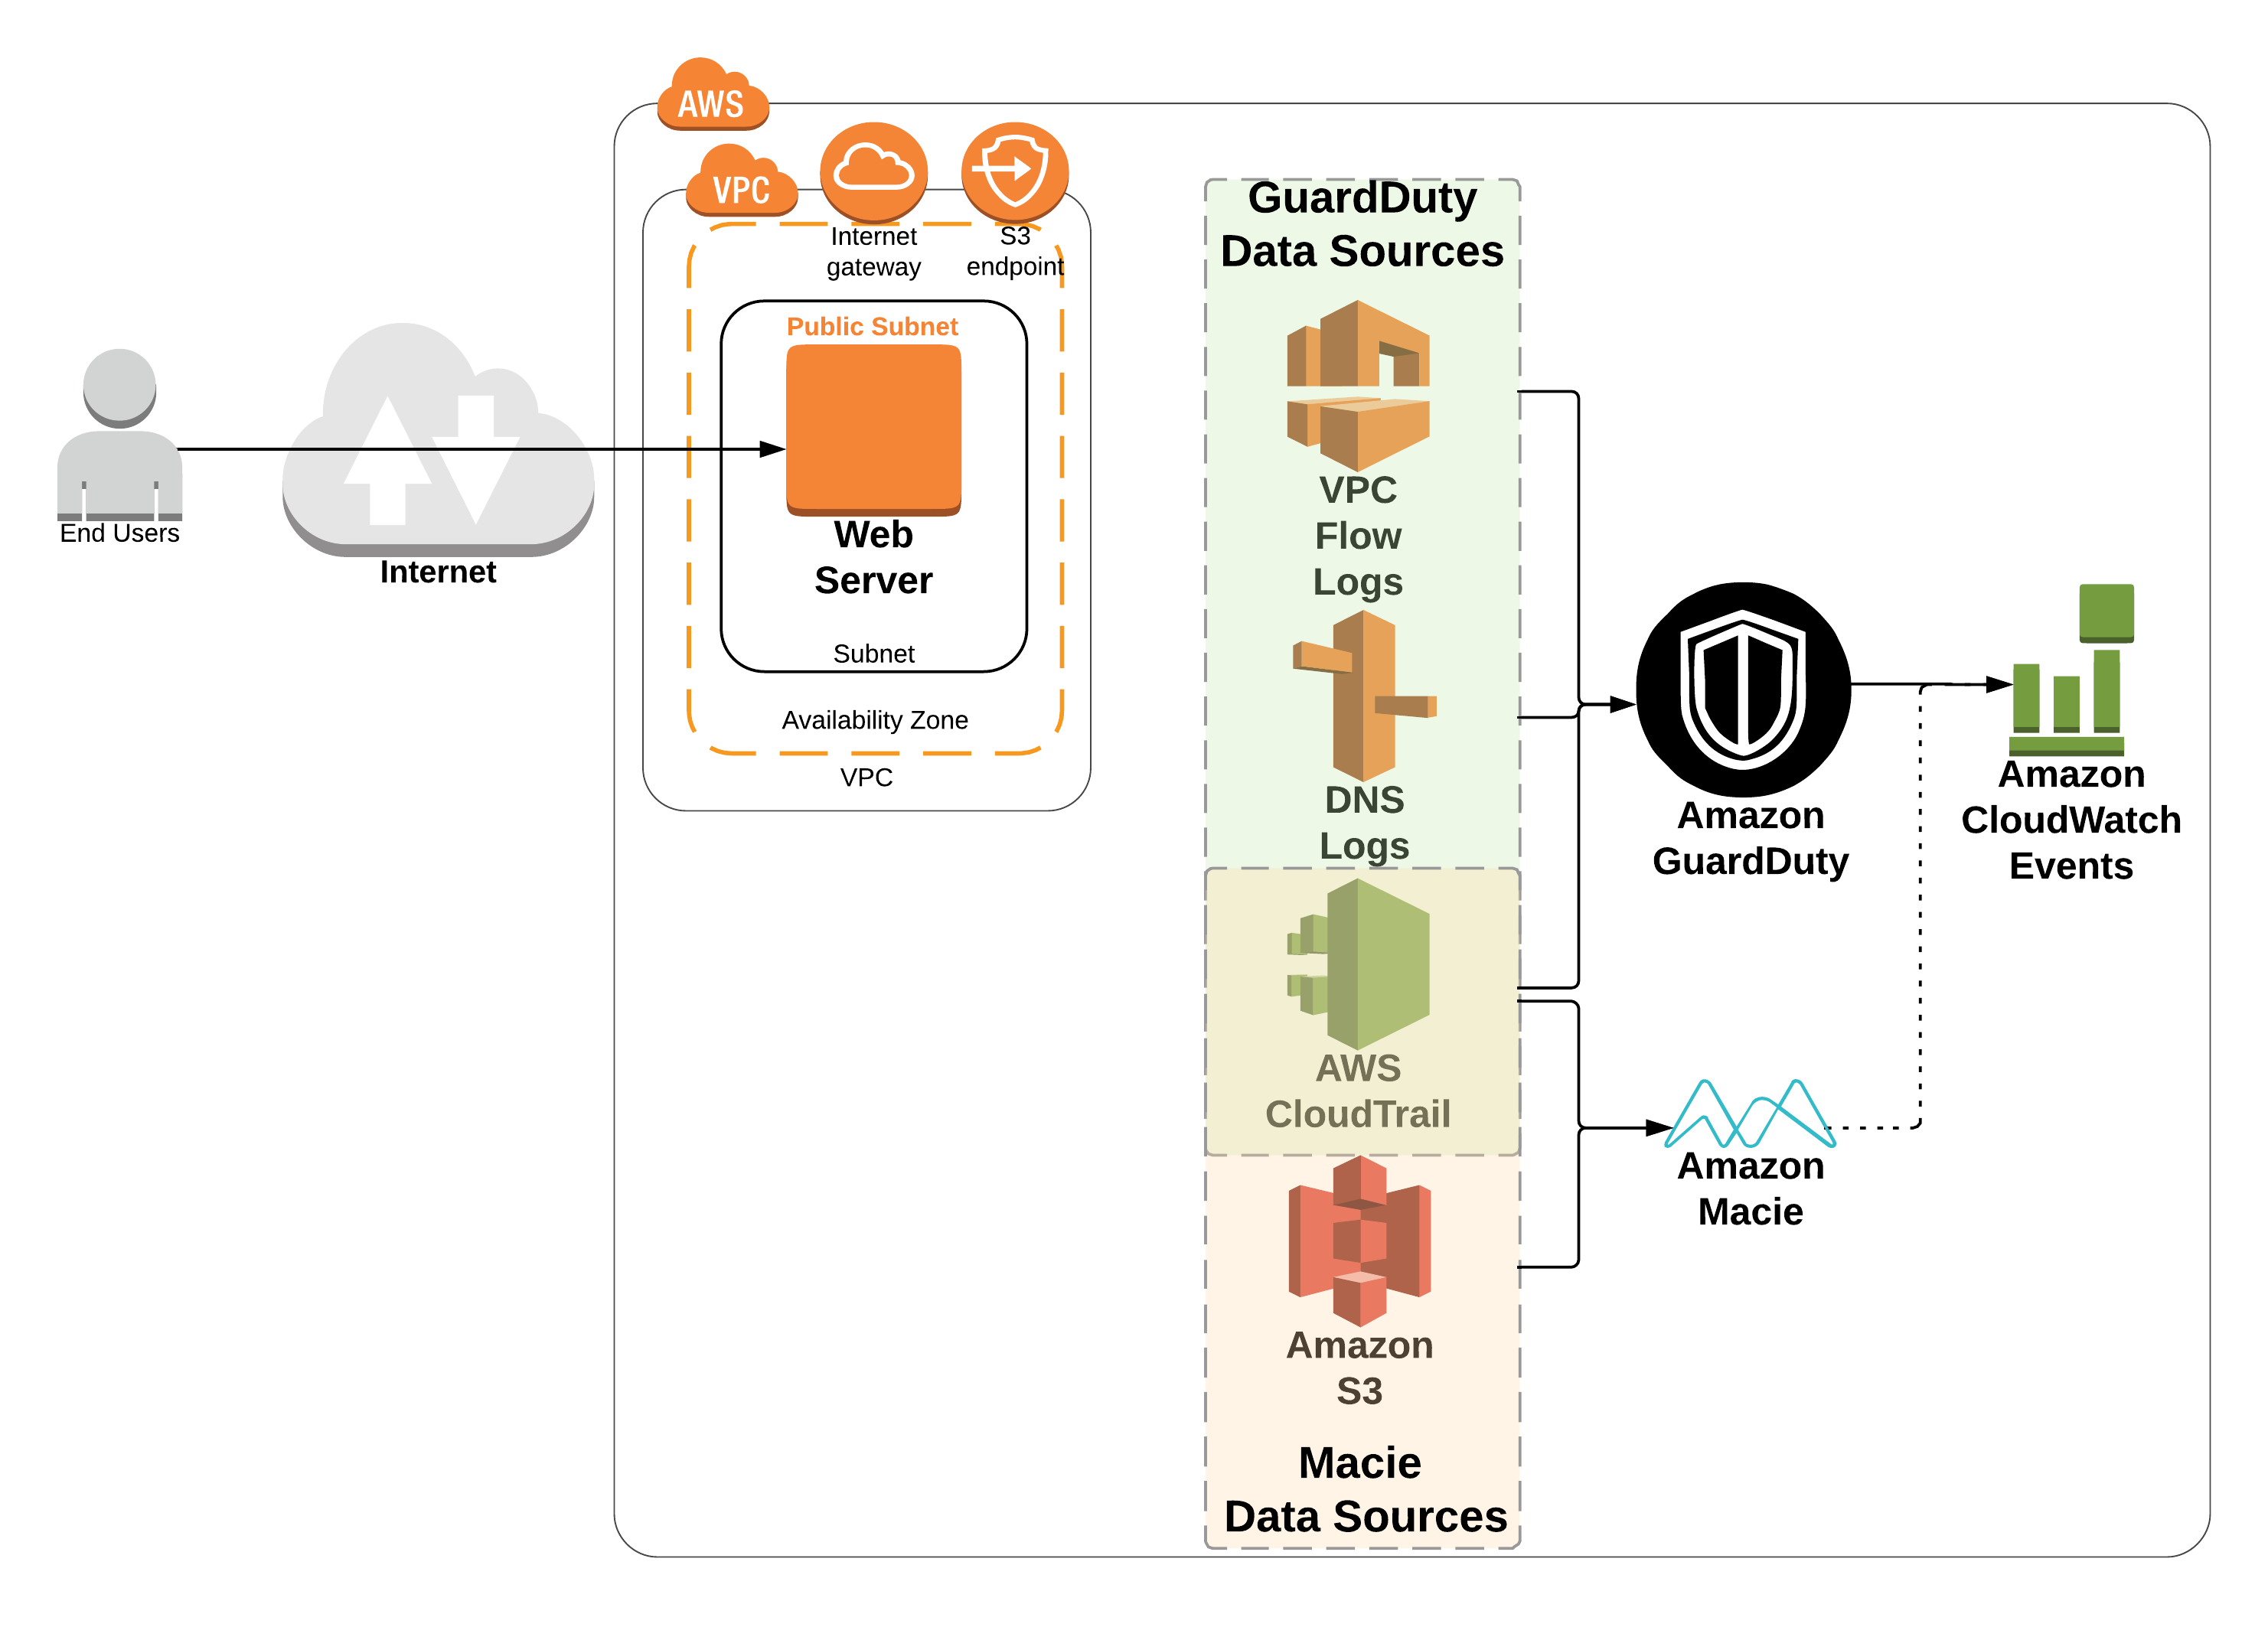 AWS
VPC
Internet
gateway
S3
endpoint
Public Subnet
Web
Server
Subnet
Availability Zone
VPC
End Users
Internet
GuardDuty
Data Sources
VPC
Flow
Logs
DNS
Logs
AWS
CloudTrail
Amazon
S3
Macie
Data Sources
Amazon
GuardDuty
Amazon
CloudWatch
Events
Amazon
Macie